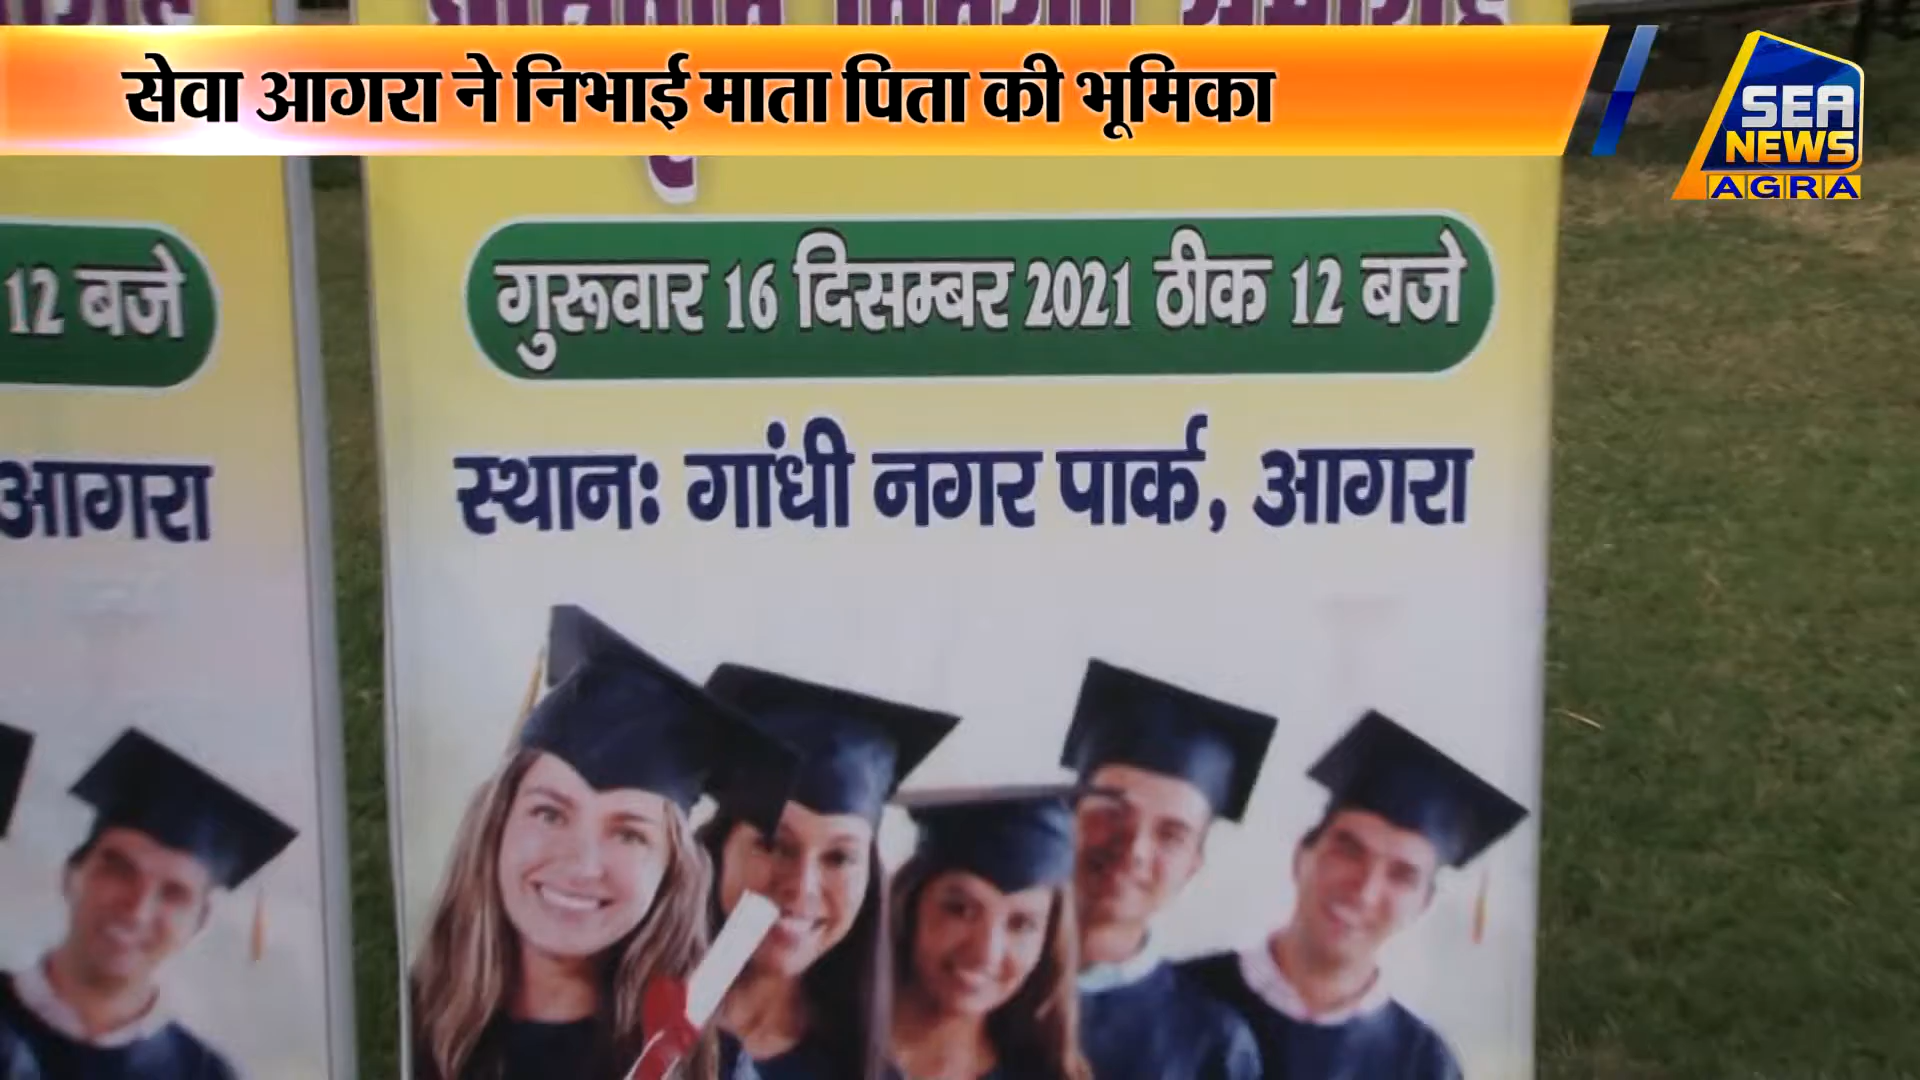 सेवा आगरा ने निभाई माता पिता की भूमिका
SEA
NEWS
AGRA
12 बजे
गुरूवार 16 दिसम्बर 2021 ठीक 12 बजे
आगरा
स्थानः गांधी नगर पार्क, आगरा